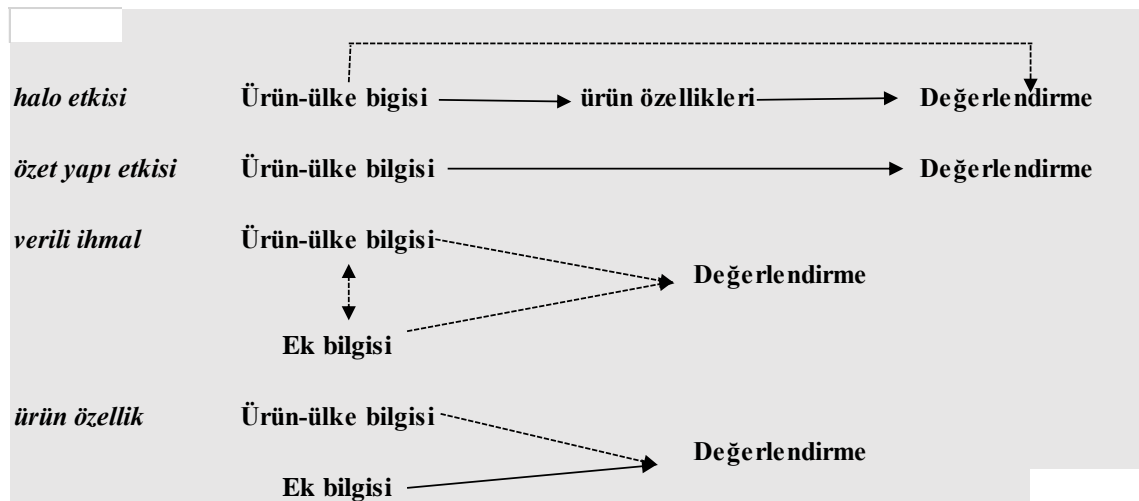 halo etkisi Ürün-ülke bigisi ürün özellikleri Değerlendirme
özet yapı etkisi Ürün-ülke bilgisi Değerlendirme
verili ihmal Ürün-ülke bilgisi
Değerlendirme
Ek bilgisi
ürün özellik Ürün-ülke bilgisi
Değerlendirme
Ek bilgisi